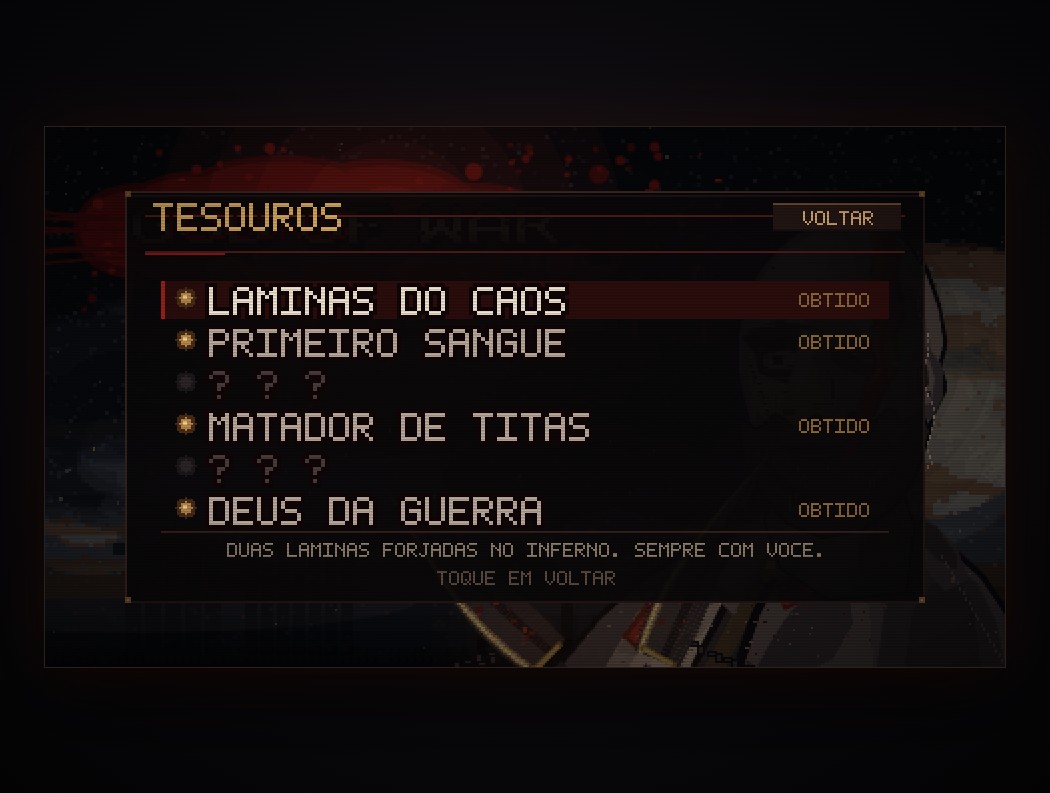 TESOUROS
VOLTAR
LAMINAS DO CAOS OBTIDO
PRIMEIRO SANGUE OBTIDO
? ? ?
MATADOR DE TITAS OBTIDO
? ? ?
DEUS DA GUERRA OBTIDO
DUAS LAMINAS FORJADAS NO INFERNO. SEMPRE COM VOCE.
TOQUE EM VOLTAR